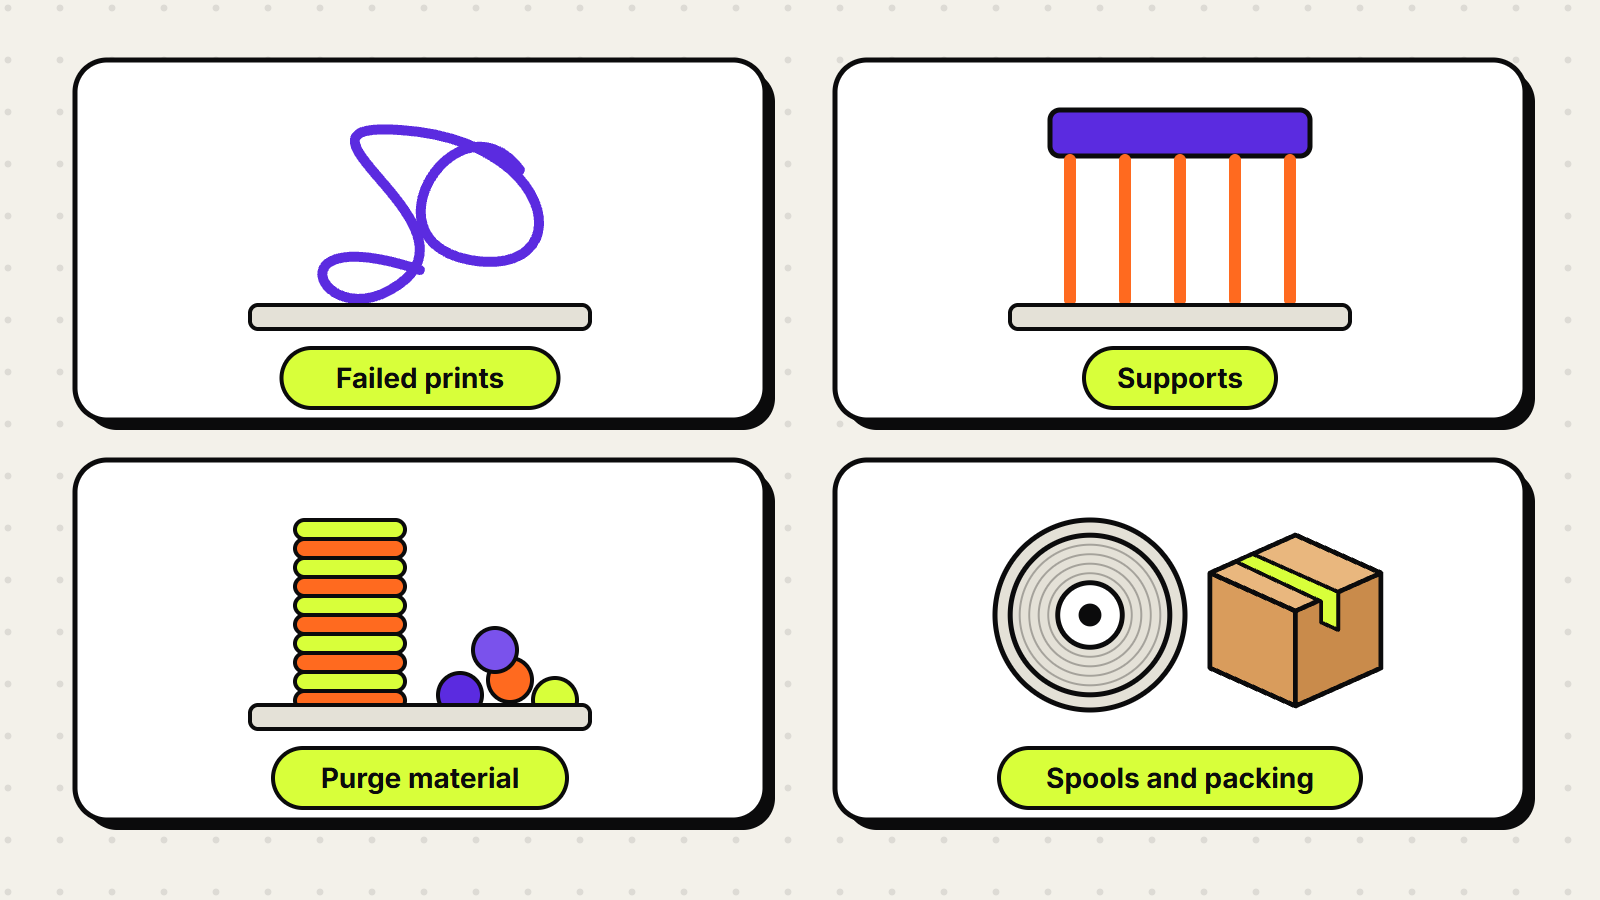 Failed prints
Supports
Purge material
Spools and packing